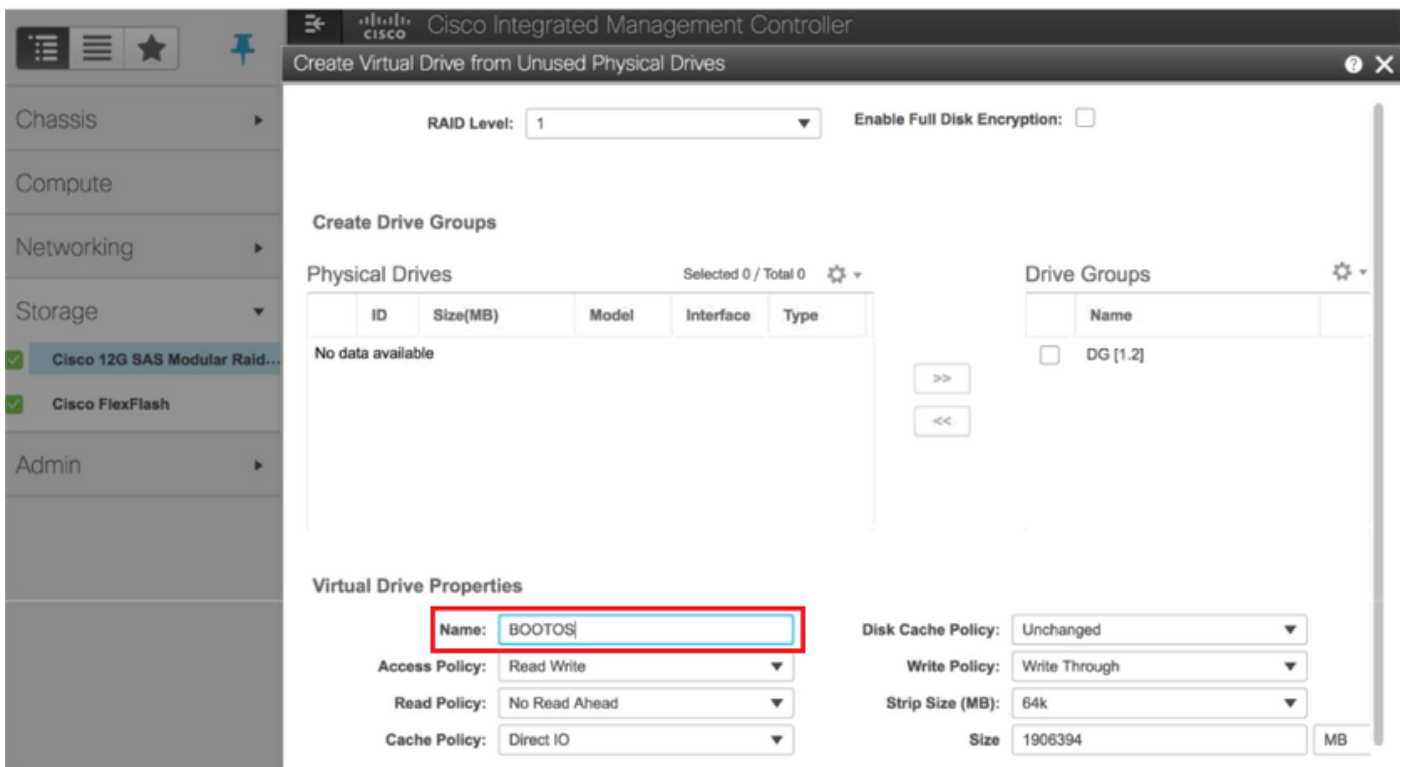 Cisco Integrated Management Controller
CISCO
Create Virtual Drive from Unused Physical Drives
Chassis
Compute
Networking
Storage
Cisco 12G SAS Modular Raid...
Cisco FlexFlash
Admin
RAID Level: 1
Enable Full Disk Encryption:
Create Drive Groups
Physical Drives Selected 0 / Total 0
ID Size(MB) Model Interface Type
No data available
>>
<<
Drive Groups
Name
DG [1.2]
Virtual Drive Properties
Name: BOOTOS Disk Cache Policy: Unchanged
Access Policy: Read Write Write Policy: Write Through
Read Policy: No Read Ahead Strip Size (MB): 64k
Cache Policy: Direct IO Size 1906394 MB